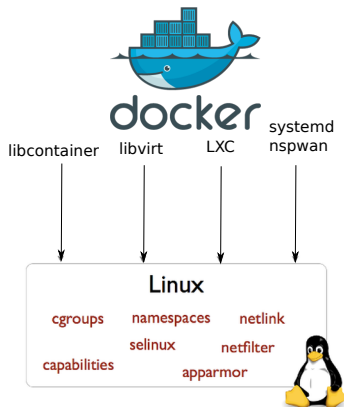 docker
libcontainer
libvirt
LXC
systemd
nspwan
Linux
cgroups
namespaces
netlink
selinux
netfilter
capabilities
apparmor